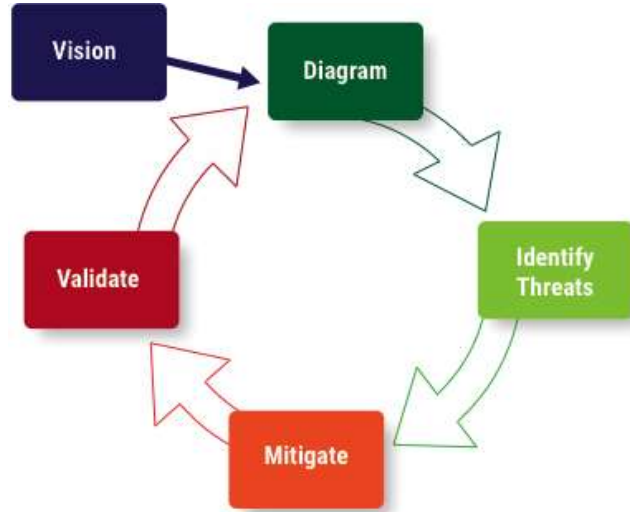 Vision
Diagram
Identify
Threats
Mitigate
Validate